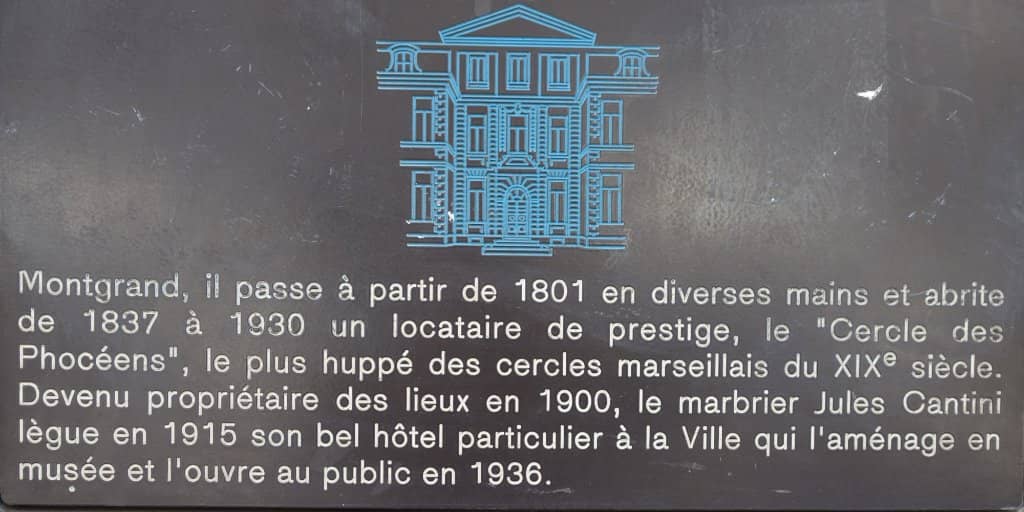 Montgrand, il passe à partir de 1801 en diverses mains et abrite
de 1837 à 1930 un locataire de prestige, le "Cercle des
Phocéens", le plus huppé des cercles marseillais du XIXe siècle.
Devenu propriétaire des lieux en 1900, le marbrier Jules Cantini
lègue en 1915 son bel hôtel particulier à la Ville qui l'aménage en
musée et l'ouvre au public en 1936.